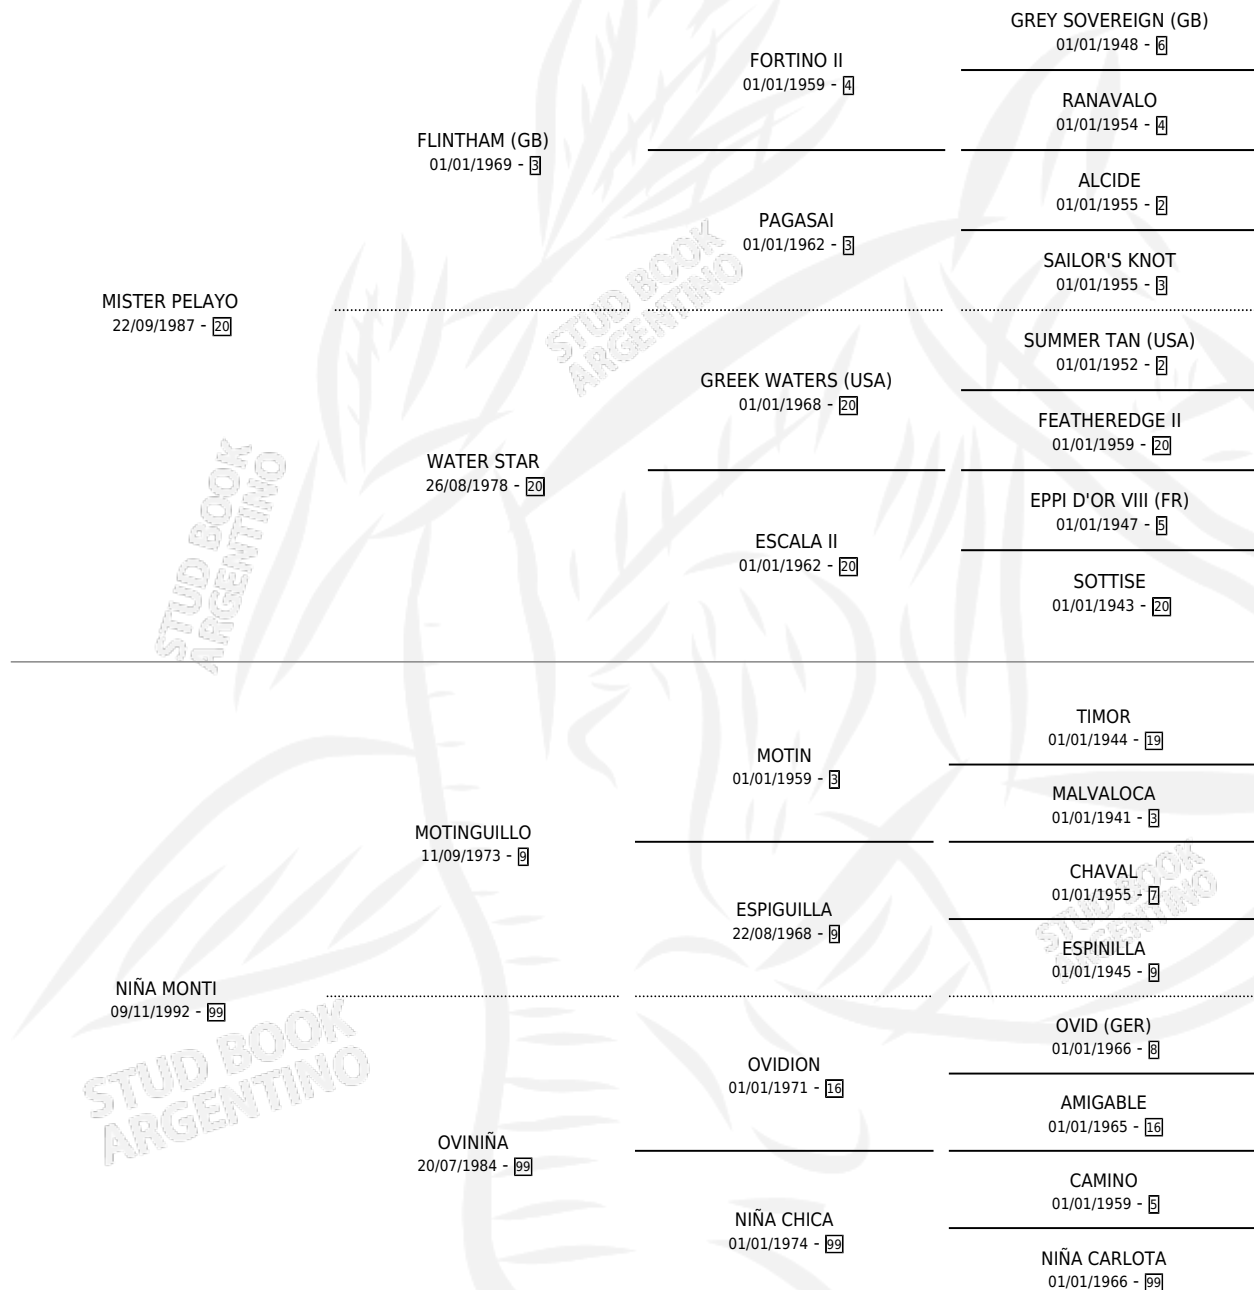 GREY SOVEREIGN (GB)
01/01/1948 - 6
FORTINO II
01/01/1959 - 4
RANAVALO
01/01/1954 - 4
FLINTHAM (GB)
01/01/1969 - 3
ALCIDE
01/01/1955 - 2
PAGASAI
01/01/1962 - 3
SAILOR'S KNOT
01/01/1955 - 3
MISTER PELAYO
22/09/1987 - 20
SUMMER TAN (USA)
01/01/1952 - 2
GREEK WATERS (USA)
01/01/1968 - 20
FEATHEREDGE II
01/01/1959 - 20
WATER STAR
26/08/1978 - 20
EPPI D'OR VIII (FR)
01/01/1947 - 5
ESCALA II
01/01/1962 - 20
SOTTISE
01/01/1943 - 20
TIMOR
01/01/1944 - 19
MOTIN
01/01/1959 - 3
MALVALOCA
01/01/1941 - 3
MOTINGUILLO
11/09/1973 - 9
CHAVAL
01/01/1955 - 7
ESPIGUILLA
22/08/1968 - 9
ESPINILLA
01/01/1945 - 9
NIÑA MONTI
09/11/1992 - 99
OVID (GER)
01/01/1966 - 8
OVIDION
01/01/1971 - 16
AMIGABLE
01/01/1965 - 16
OVINIÑA
20/07/1984 - 99
CAMINO
01/01/1959 - 5
NIÑA CHICA
01/01/1974 - 99
NIÑA CARLOTA
01/01/1966 - 99
STUD BOOK
ARGENTINO
STUD BOOK
ARGENTINO
STUD BOOK
ARGENTINO
STUD BOOK
ARGENTINO